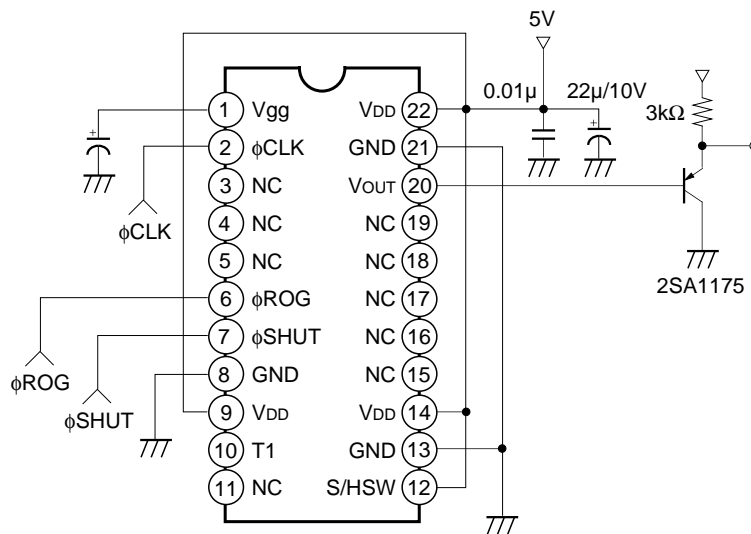 5V
0.01μ
22μ/10V
3kΩ
1 Vgg
VDD 22
2 ϕCLK
GND 21
3 NC
VOUT 20
4 NC
NC 19
5 NC
NC 18
6 ϕROG
NC 17
7 ϕSHUT
NC 16
8 GND
NC 15
9 VDD
VDD 14
10 T1
GND 13
11 NC
S/HSW 12
ϕCLK
ϕROG
ϕSHUT
2SA1175